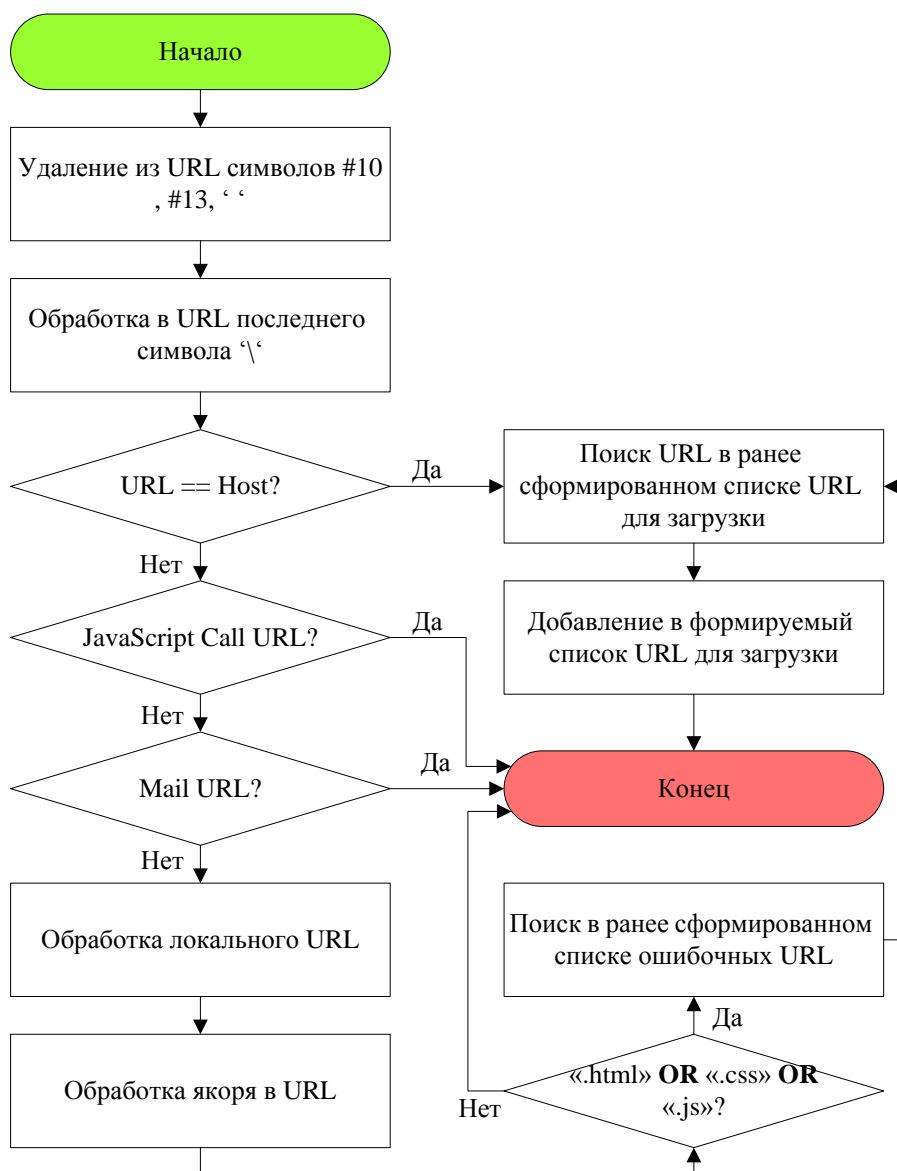 Начало
Удаление из URL символов #10
, #13, ‘ ‘
Обработка в URL последнего
символа ‘\‘
URL == Host?
Да
Нет
Поиск URL в ранее
сформированном списке URL
для загрузки
JavaScript Call URL?
Да
Нет
Добавление в формируемый
список URL для загрузки
Mail URL?
Да
Нет
Конец
Обработка локального URL
Поиск в ранее сформированном
списке ошибочных URL
Да
Обработка якоря в URL
«.html» OR «.css» OR
«.js»?
Нет